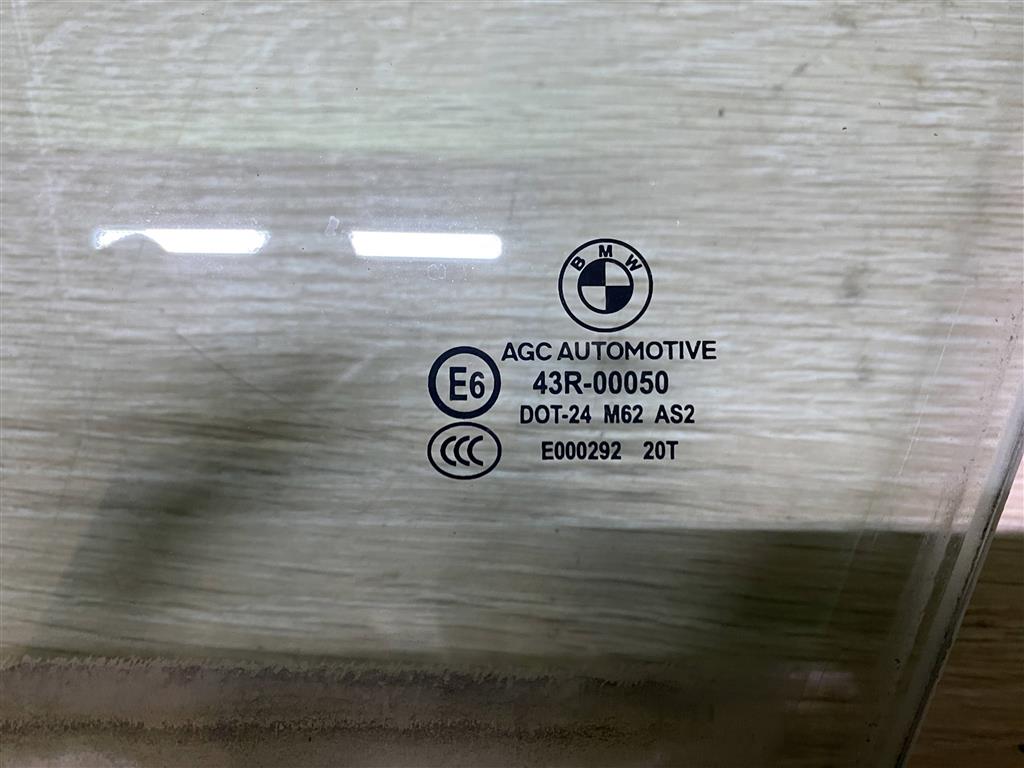 BMW
AGC AUTOMOTIVE
E6 43R-00050
DOT-24 M62 AS2
CCC E000292 20T